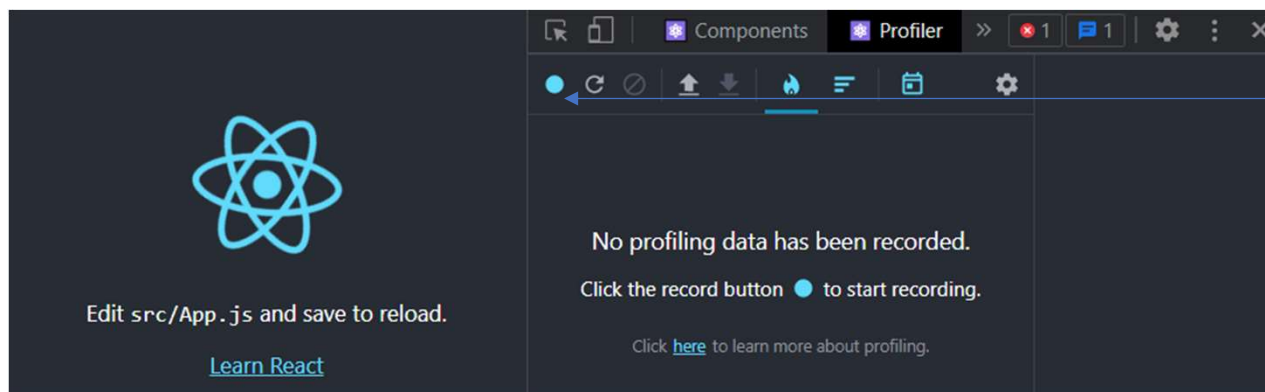 Components Profiler » 1 1
No profiling data has been recorded.
Click the record button to start recording.
Click here to learn more about profiling.
Edit src/App.js and save to reload.
Learn React